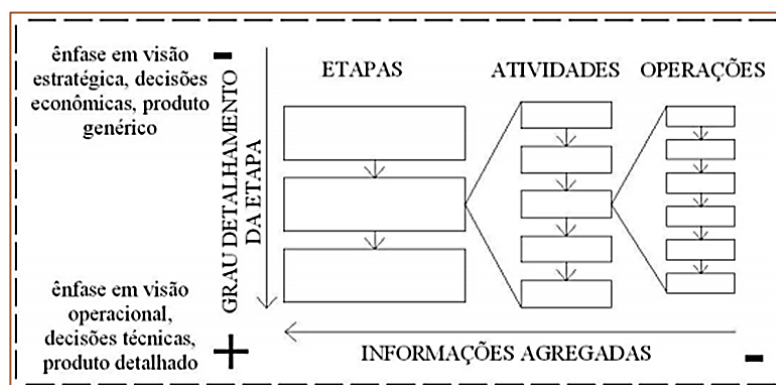 ênfase em visão
estratégica, decisões
econômicas, produto
genérico
-
GRAU DETALHAMENTO
DA ETAPA
ETAPAS
ATIVIDADES
OPERAÇÕES
ênfase em visão
operacional,
decisões técnicas,
produto detalhado
+
INFORMAÇÕES AGREGADAS
-